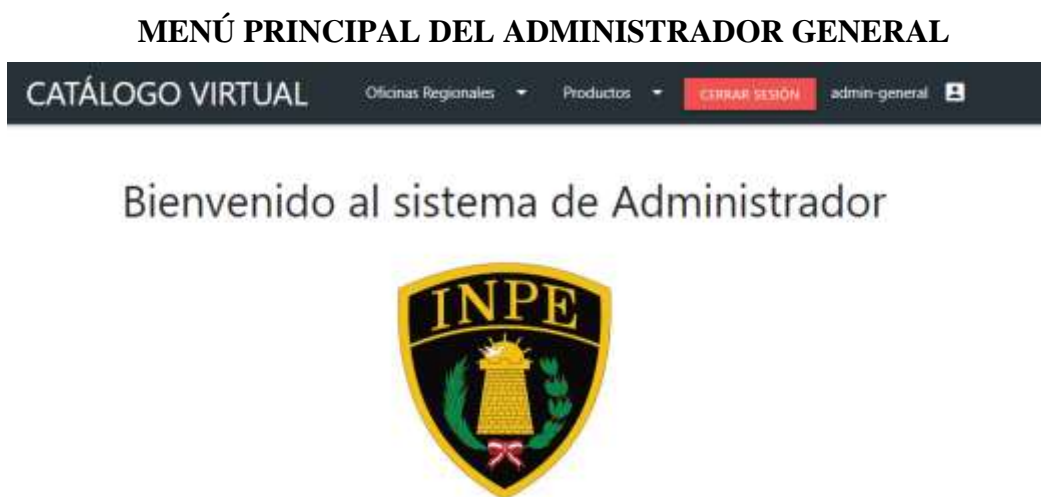 MENÚ PRINCIPAL DEL ADMINISTRADOR GENERAL
CATÁLOGO VIRTUAL Oficinas Regionales Productos CERRAR SESIÓN admin-general
Bienvenido al sistema de Administrador
INPE